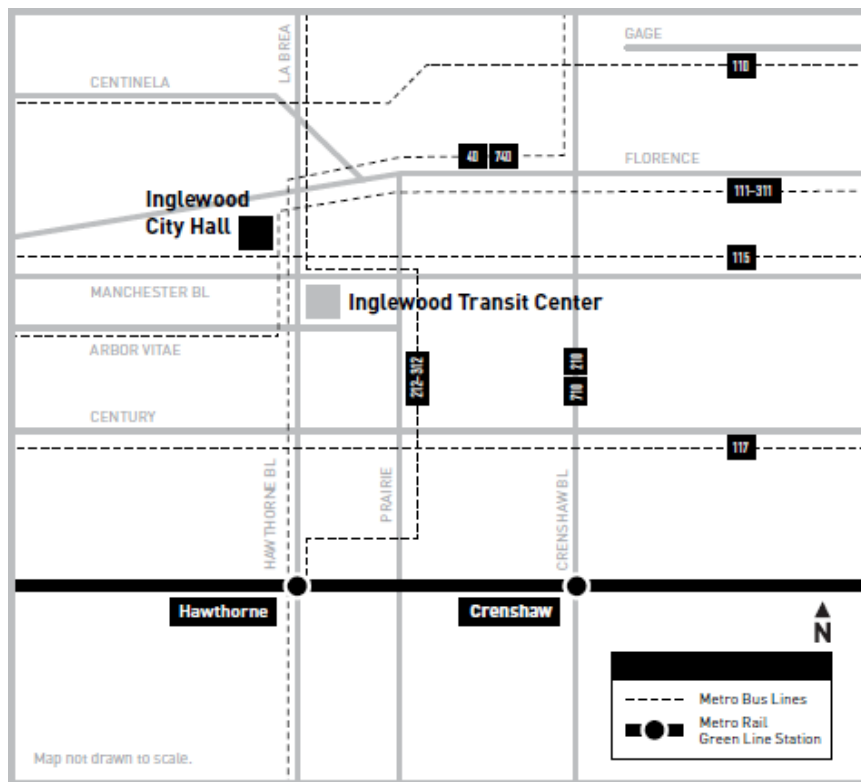 GAGE
LA BREA
110
CENTINELA
40
740
FLORENCE
111-311
Inglewood
City Hall
115
MANCHESTER BL
Inglewood Transit Center
ARBOR VITAE
212-312
210
710
CENTURY
117
HAWTHORNE BL
PRAIRIE
CRENSHAW BL
Hawthorne
Crenshaw
N
Metro Bus Lines
Metro Rail
Green Line Station
Map not drawn to scale.